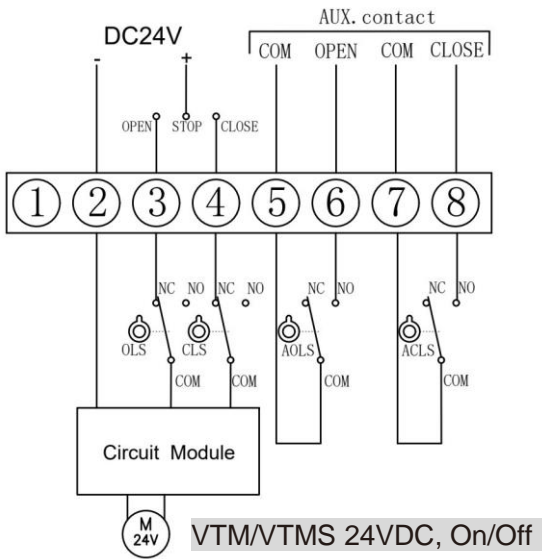 AUX. contact
DC24V
COM OPEN COM CLOSE
- +
OPEN STOP CLOSE
1 2 3 4 5 6 7 8
NC NO NC NO NC NO NC NO
OLS CLS AOLS ACLS
COM COM COM COM
Circuit Module
M
24V
VTM/VTMS 24VDC, On/Off